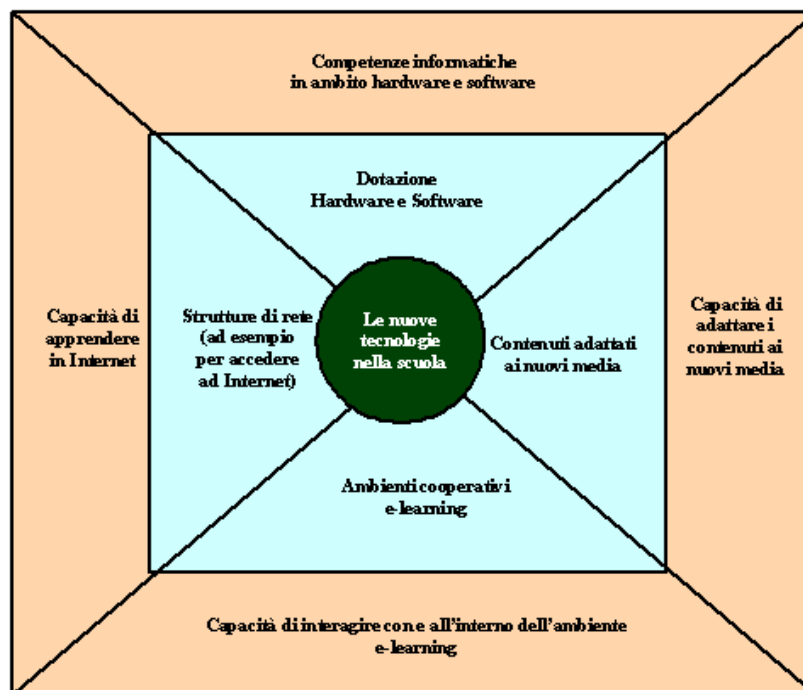 Competenze informatiche
in ambito hardware e software
Dotazione
Hardware e Software
Capacità di
apprendere
in Internet
Strutture di rete
(ad esempio
per accedere
ad Internet)
Le nuove
tecnologie
nella scuola
Contenuti adattati
ai nuovi media
Capacità di
adattare i
contenuti ai
nuovi media
Ambienti cooperativi
e-learning
Capacità di interagire con e all'interno dell'ambiente
e-learning